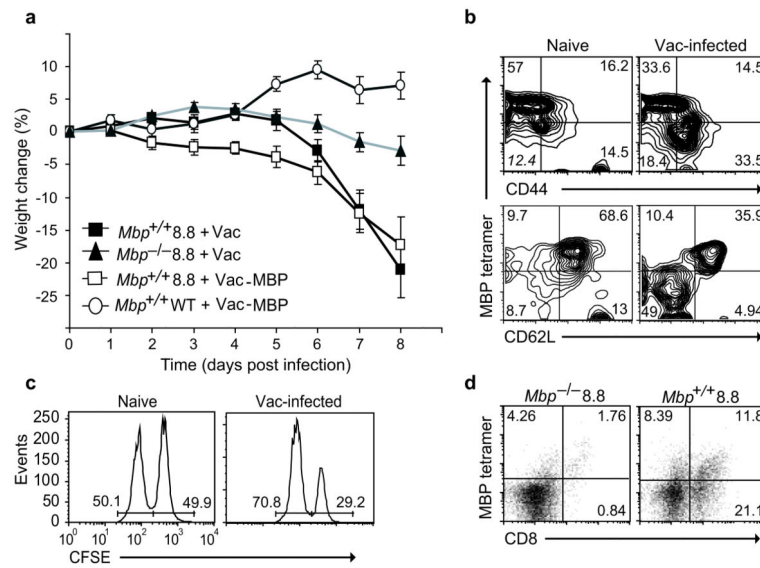 a
Weight change (%)
15
10
5
0
-5
-10
-15
-20
-25
Mbp+/+8.8 + Vac
Mbp−/−8.8 + Vac
Mbp+/+8.8 + Vac-MBP
Mbp+/+WT + Vac-MBP
0 1 2 3 4 5 6 7 8
Time (days post infection)
b
Naive Vac-infected
57 16.2 33.6 14.5
12.4 14.5 18.4 33.5
CD44
MBP tetramer
9.7 68.6 10.4 35.9
8.7 13 49 4.94
CD62L
c
Naive Vac-infected
Events
250
200
150
100
50
0
50.1 49.9 70.8 29.2
10^0 10^1 10^2 10^3 10^4
CFSE
d
Mbp−/−8.8 Mbp+/+8.8
MBP tetramer
4.26 1.76 8.39 11.8
0.84 21.1
CD8